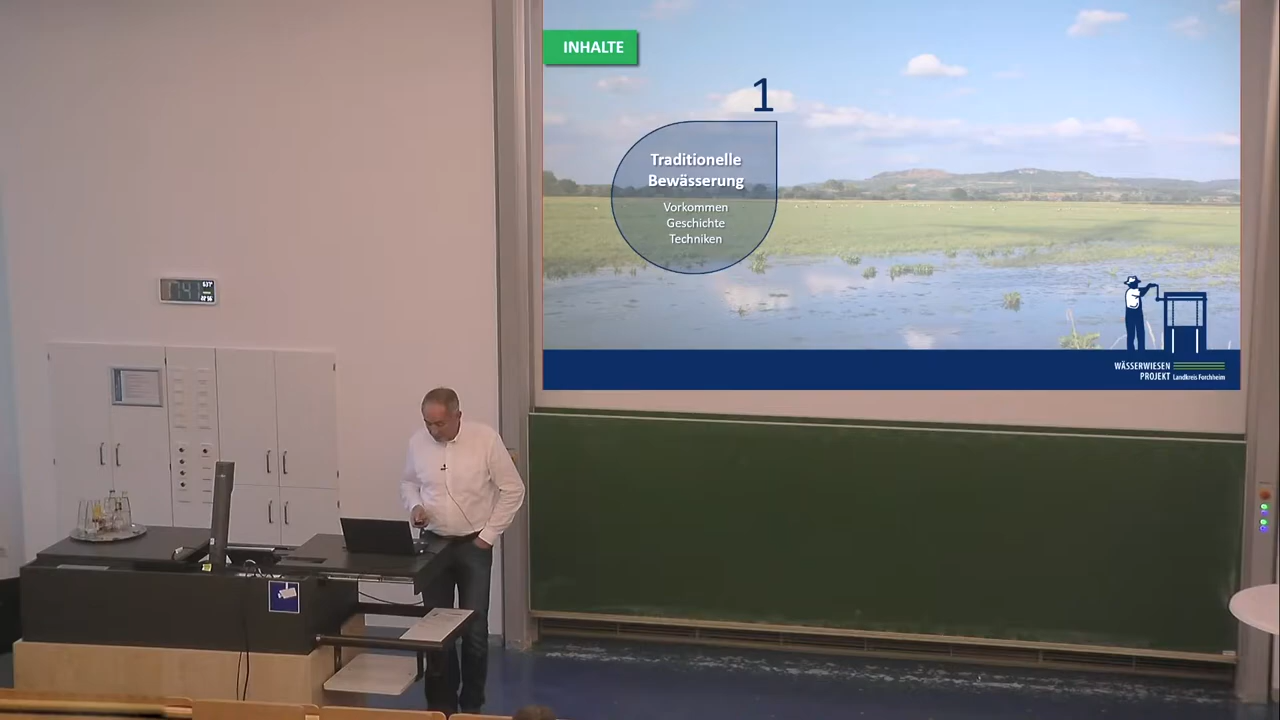 INHALTE
1
Traditionelle
Bewässerung
Vorkommen
Geschichte
Techniken
WÄSSERWIESEN
PROJEKT Landkreis Forchheim